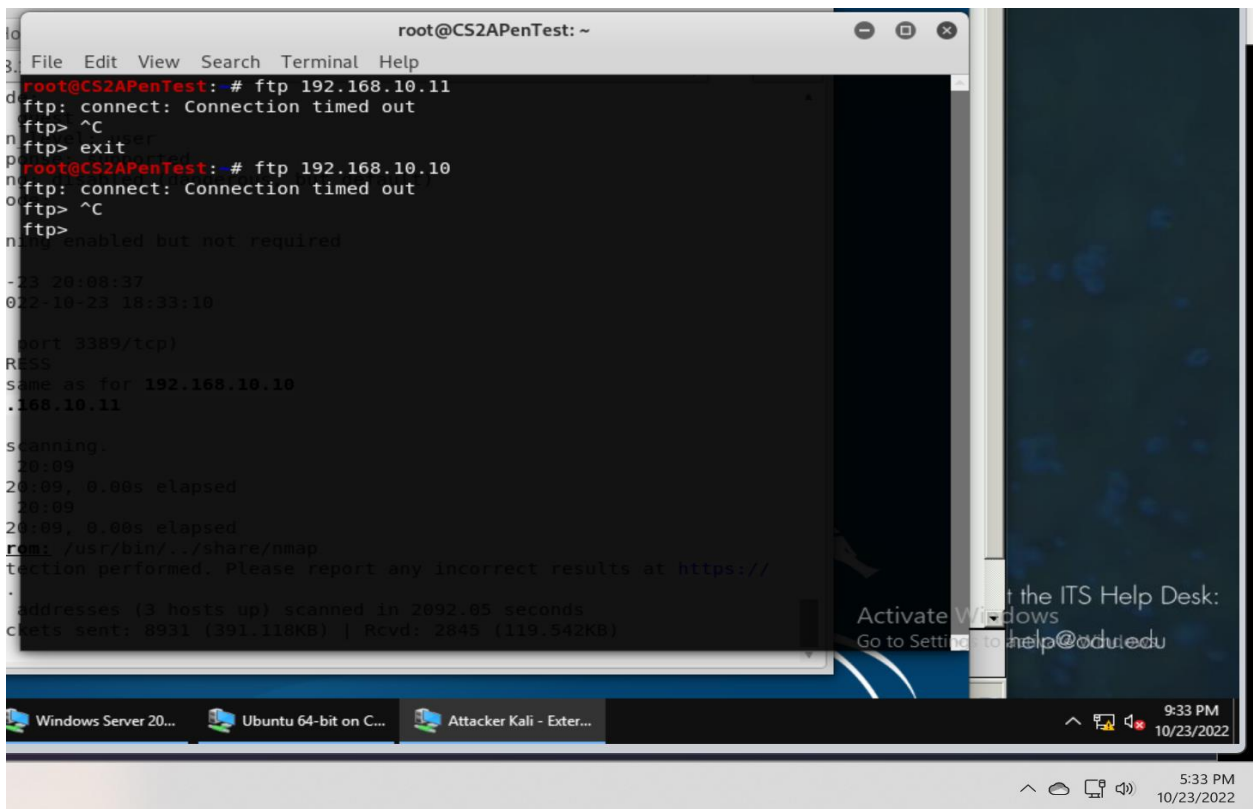 root@CS2APenTest: ~
File Edit View Search Terminal Help
root@CS2APenTest:~# ftp 192.168.10.11
ftp: connect: Connection timed out
ftp> ^C
ftp> exit
root@CS2APenTest:~# ftp 192.168.10.10
ftp: connect: Connection timed out
ftp> ^C
ftp>
ning enabled but not required
-23 20:08:37
022-10-23 18:33:10
port 3389/tcp)
RESS
same as for 192.168.10.10
.168.10.11
scanning.
20:09
20:09, 0.00s elapsed
20:09
20:09, 0.00s elapsed
rom: /usr/bin/../share/nmap
tection performed. Please report any incorrect results at https://
.
addresses (3 hosts up) scanned in 2092.05 seconds
ckets sent: 8931 (391.118KB) | Rcvd: 2845 (119.542KB)
Activate Windows
Go to Settings to activate Windows.
t the ITS Help Desk:
help@odu.edu
Windows Server 20...
Ubuntu 64-bit on C...
Attacker Kali - Exter...
9:33 PM
10/23/2022
5:33 PM
10/23/2022